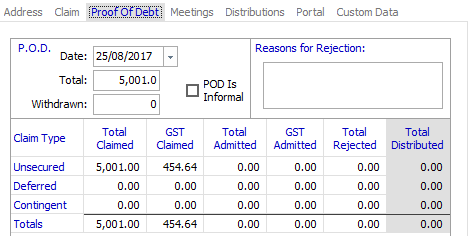 Address Claim Proof Of Debt Meetings Distributions Portal Custom Data
P.O.D.
Date: 25/08/2017
Total: 5,001.0
Withdrawn: 0
POD Is
Informal
Reasons for Rejection:
Claim Type Total Claimed GST Claimed Total Admitted GST Admitted Total Rejected Total Distributed
Unsecured 5,001.00 454.64 0.00 0.00 0.00 0.00
Deferred 0.00 0.00 0.00 0.00 0.00 0.00
Contingent 0.00 0.00 0.00 0.00 0.00 0.00
Totals 5,001.00 454.64 0.00 0.00 0.00 0.00